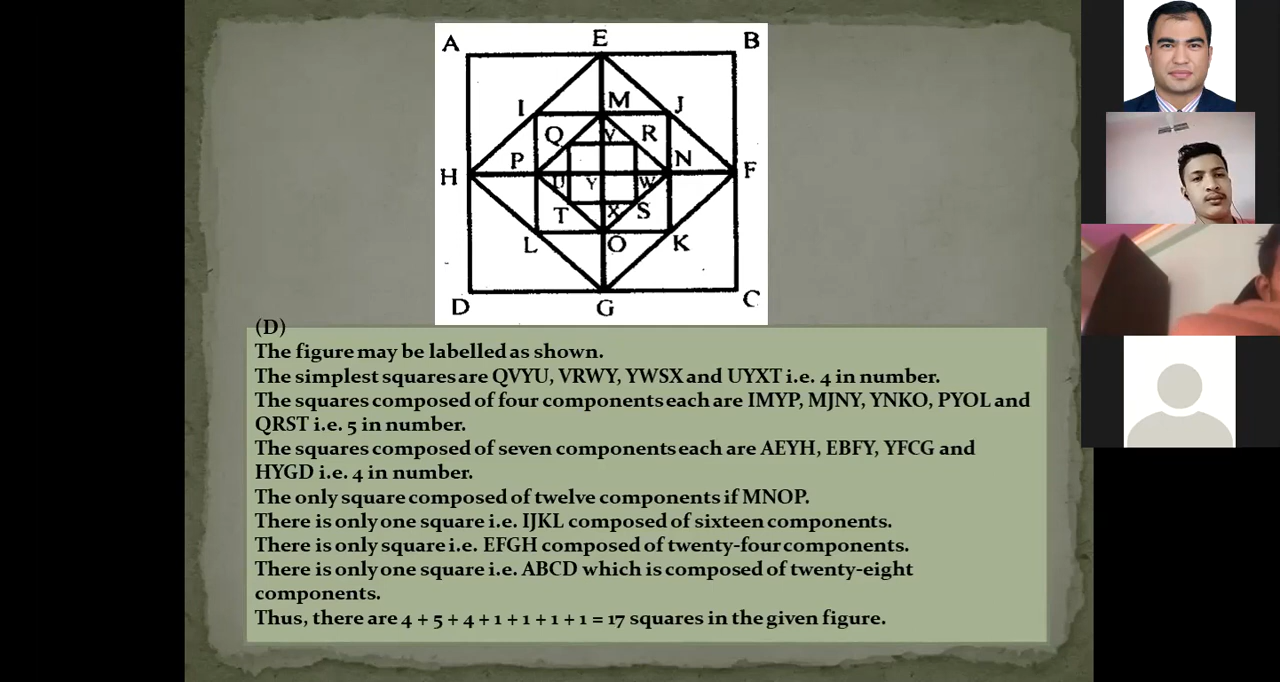 A E B
I M J
Q V R
H P N F
U Y W
T X S
L O K
D G C
(D)
The figure may be labelled as shown.
The simplest squares are QVYU, VRWY, YWSX and UYXT i.e. 4 in number.
The squares composed of four components each are IMYP, MJNY, YNKO, PYOL and
QRST i.e. 5 in number.
The squares composed of seven components each are AEYH, EBFY, YFCG and
HYGD i.e. 4 in number.
The only square composed of twelve components if MNOP.
There is only one square i.e. IJKL composed of sixteen components.
There is only square i.e. EFGH composed of twenty-four components.
There is only one square i.e. ABCD which is composed of twenty-eight
components.
Thus, there are 4 + 5 + 4 + 1 + 1 + 1 + 1 = 17 squares in the given figure.